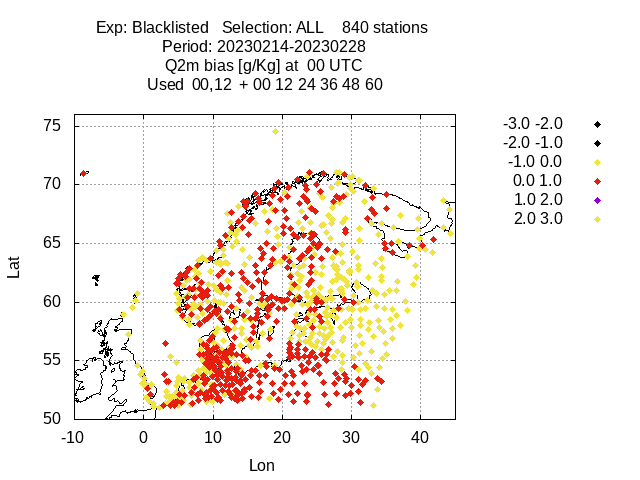 Exp: Blacklisted Selection: ALL 840 stations
Period: 20230214-20230228
Q2m bias [g/Kg] at 00 UTC
Used 00,12 + 00 12 24 36 48 60
-3.0 -2.0
-2.0 -1.0
-1.0 0.0
0.0 1.0
1.0 2.0
2.0 3.0
75
70
65
60
55
50
Lat
-10 0 10 20 30 40
Lon